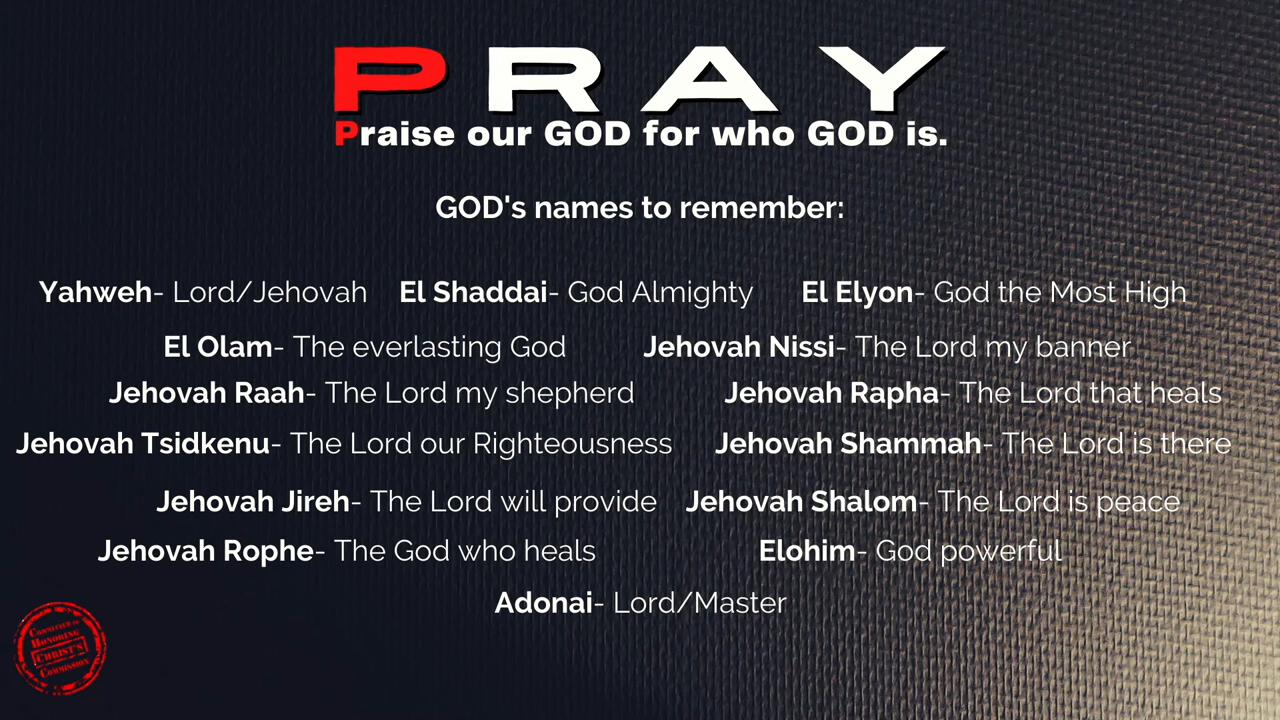 PRAY
Praise our GOD for who GOD is.
GOD's names to remember:
Yahweh- Lord/Jehovah El Shaddai- God Almighty El Elyon- God the Most High
El Olam- The everlasting God Jehovah Nissi- The Lord my banner
Jehovah Raah- The Lord my shepherd Jehovah Rapha- The Lord that heals
Jehovah Tsidkenu- The Lord our Righteousness Jehovah Shammah- The Lord is there
Jehovah Jireh- The Lord will provide Jehovah Shalom- The Lord is peace
Jehovah Rophe- The God who heals Elohim- God powerful
Adonai- Lord/Master
Honoring
Christ's
Commission